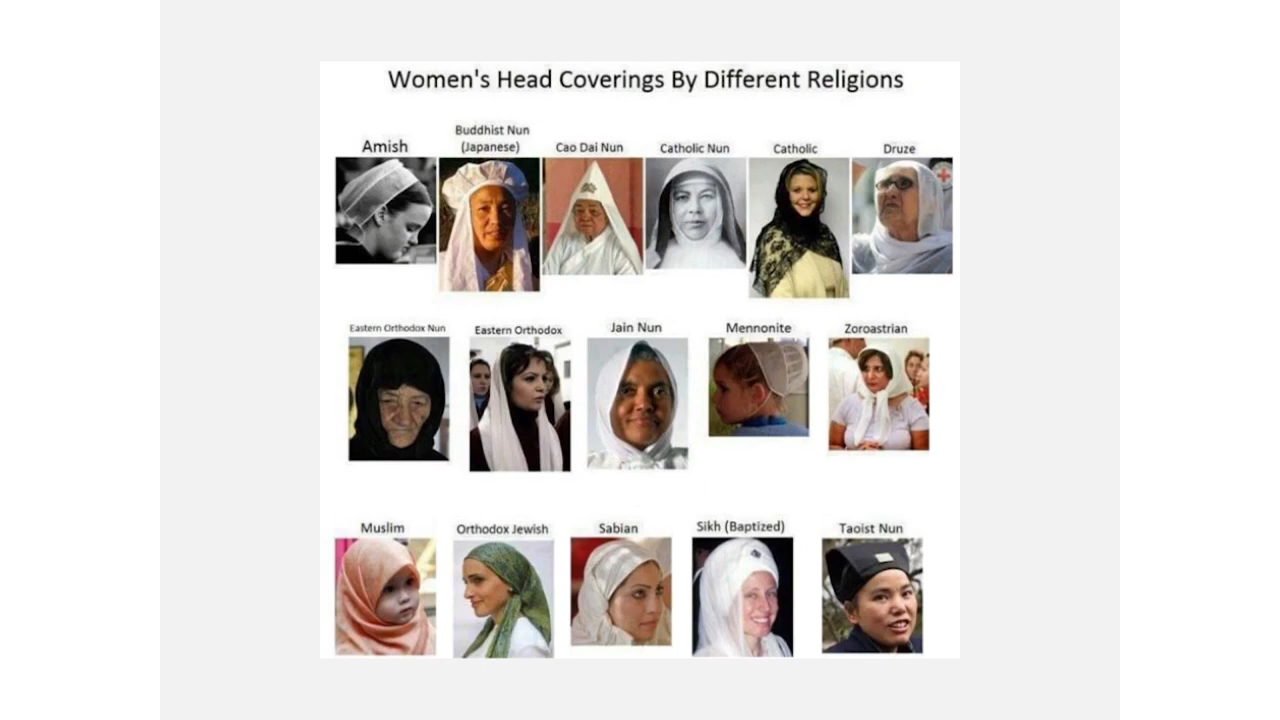 Women's Head Coverings By Different Religions
Amish
Buddhist Nun
(Japanese)
Cao Dai Nun
Catholic Nun
Catholic
Druze
Eastern Orthodox Nun
Eastern Orthodox
Jain Nun
Mennonite
Zoroastrian
Muslim
Orthodox Jewish
Sabian
Sikh (Baptized)
Taoist Nun